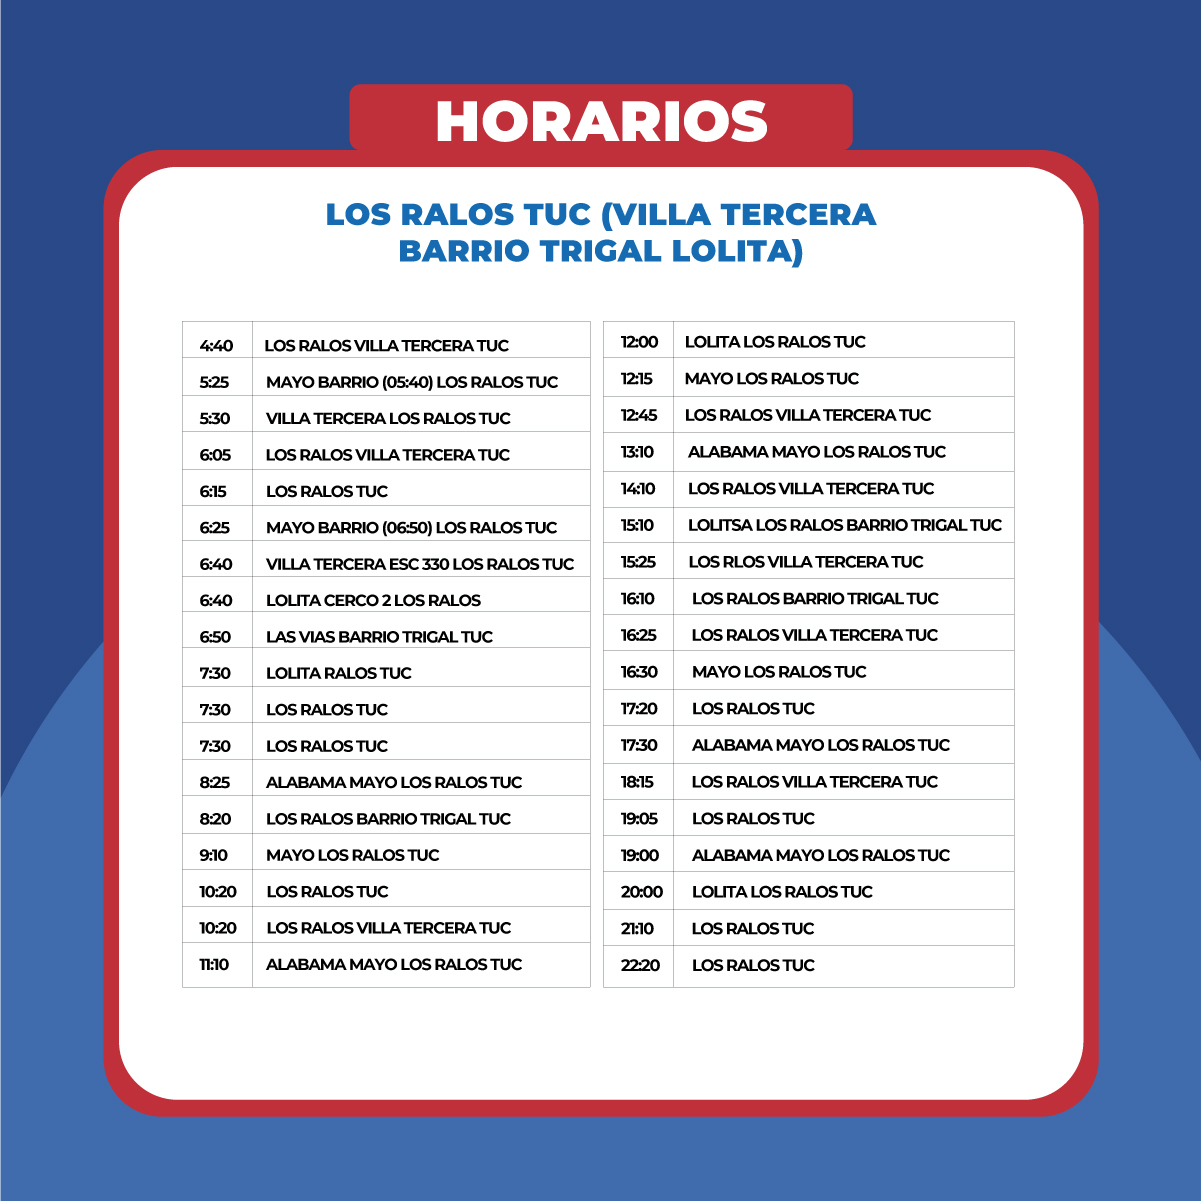 HORARIOS
LOS RALOS TUC (VILLA TERCERA
BARRIO TRIGAL LOLITA)
4:40 LOS RALOS VILLA TERCERA TUC
5:25 MAYO BARRIO (05:40) LOS RALOS TUC
5:30 VILLA TERCERA LOS RALOS TUC
6:05 LOS RALOS VILLA TERCERA TUC
6:15 LOS RALOS TUC
6:25 MAYO BARRIO (06:50) LOS RALOS TUC
6:40 VILLA TERCERA ESC 330 LOS RALOS TUC
6:40 LOLITA CERCO 2 LOS RALOS
6:50 LAS VIAS BARRIO TRIGAL TUC
7:30 LOLITA RALOS TUC
7:30 LOS RALOS TUC
7:30 LOS RALOS TUC
8:25 ALABAMA MAYO LOS RALOS TUC
8:20 LOS RALOS BARRIO TRIGAL TUC
9:10 MAYO LOS RALOS TUC
10:20 LOS RALOS TUC
10:20 LOS RALOS VILLA TERCERA TUC
11:10 ALABAMA MAYO LOS RALOS TUC
12:00 LOLITA LOS RALOS TUC
12:15 MAYO LOS RALOS TUC
12:45 LOS RALOS VILLA TERCERA TUC
13:10 ALABAMA MAYO LOS RALOS TUC
14:10 LOS RALOS VILLA TERCERA TUC
15:10 LOLITSA LOS RALOS BARRIO TRIGAL TUC
15:25 LOS RLOS VILLA TERCERA TUC
16:10 LOS RALOS BARRIO TRIGAL TUC
16:25 LOS RALOS VILLA TERCERA TUC
16:30 MAYO LOS RALOS TUC
17:20 LOS RALOS TUC
17:30 ALABAMA MAYO LOS RALOS TUC
18:15 LOS RALOS VILLA TERCERA TUC
19:05 LOS RALOS TUC
19:00 ALABAMA MAYO LOS RALOS TUC
20:00 LOLITA LOS RALOS TUC
21:10 LOS RALOS TUC
22:20 LOS RALOS TUC